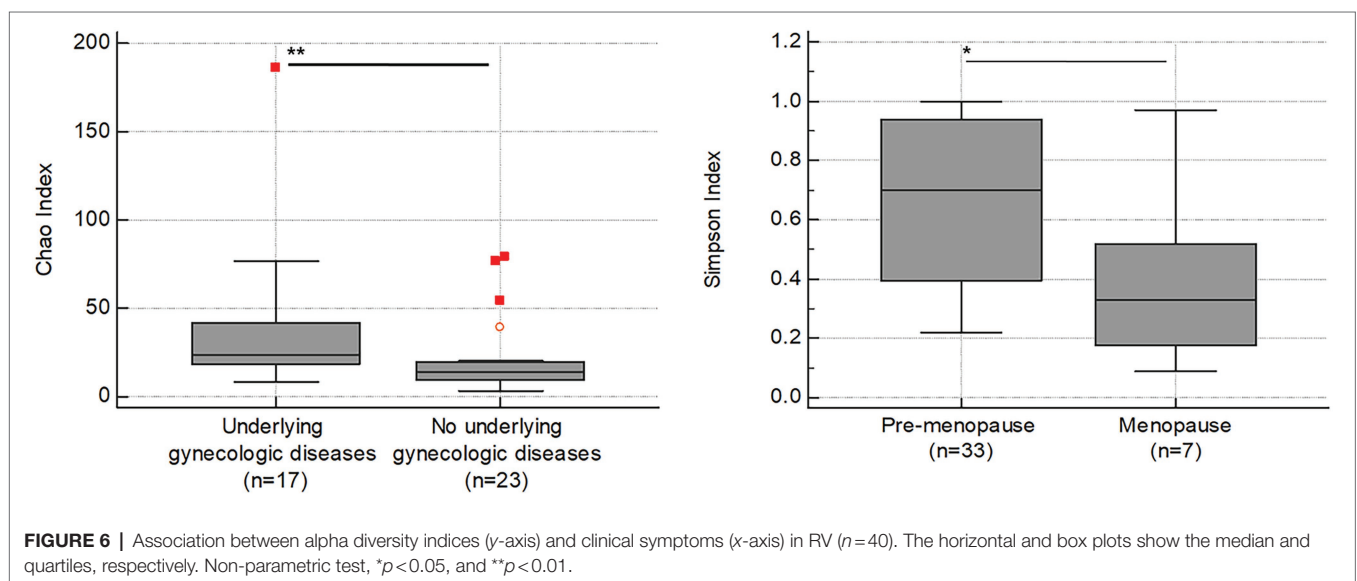 200
150
100
50
0
Chao Index
**
Underlying
gynecologic diseases
(n=17)
No underlying
gynecologic diseases
(n=23)
1.2
1.0
0.8
0.6
0.4
0.2
0.0
Simpson Index
*
Pre-menopause
(n=33)
Menopause
(n=7)
FIGURE 6 | Association between alpha diversity indices (y-axis) and clinical symptoms (x-axis) in RV (n=40). The horizontal and box plots show the median and
quartiles, respectively. Non-parametric test, *p<0.05, and **p<0.01.